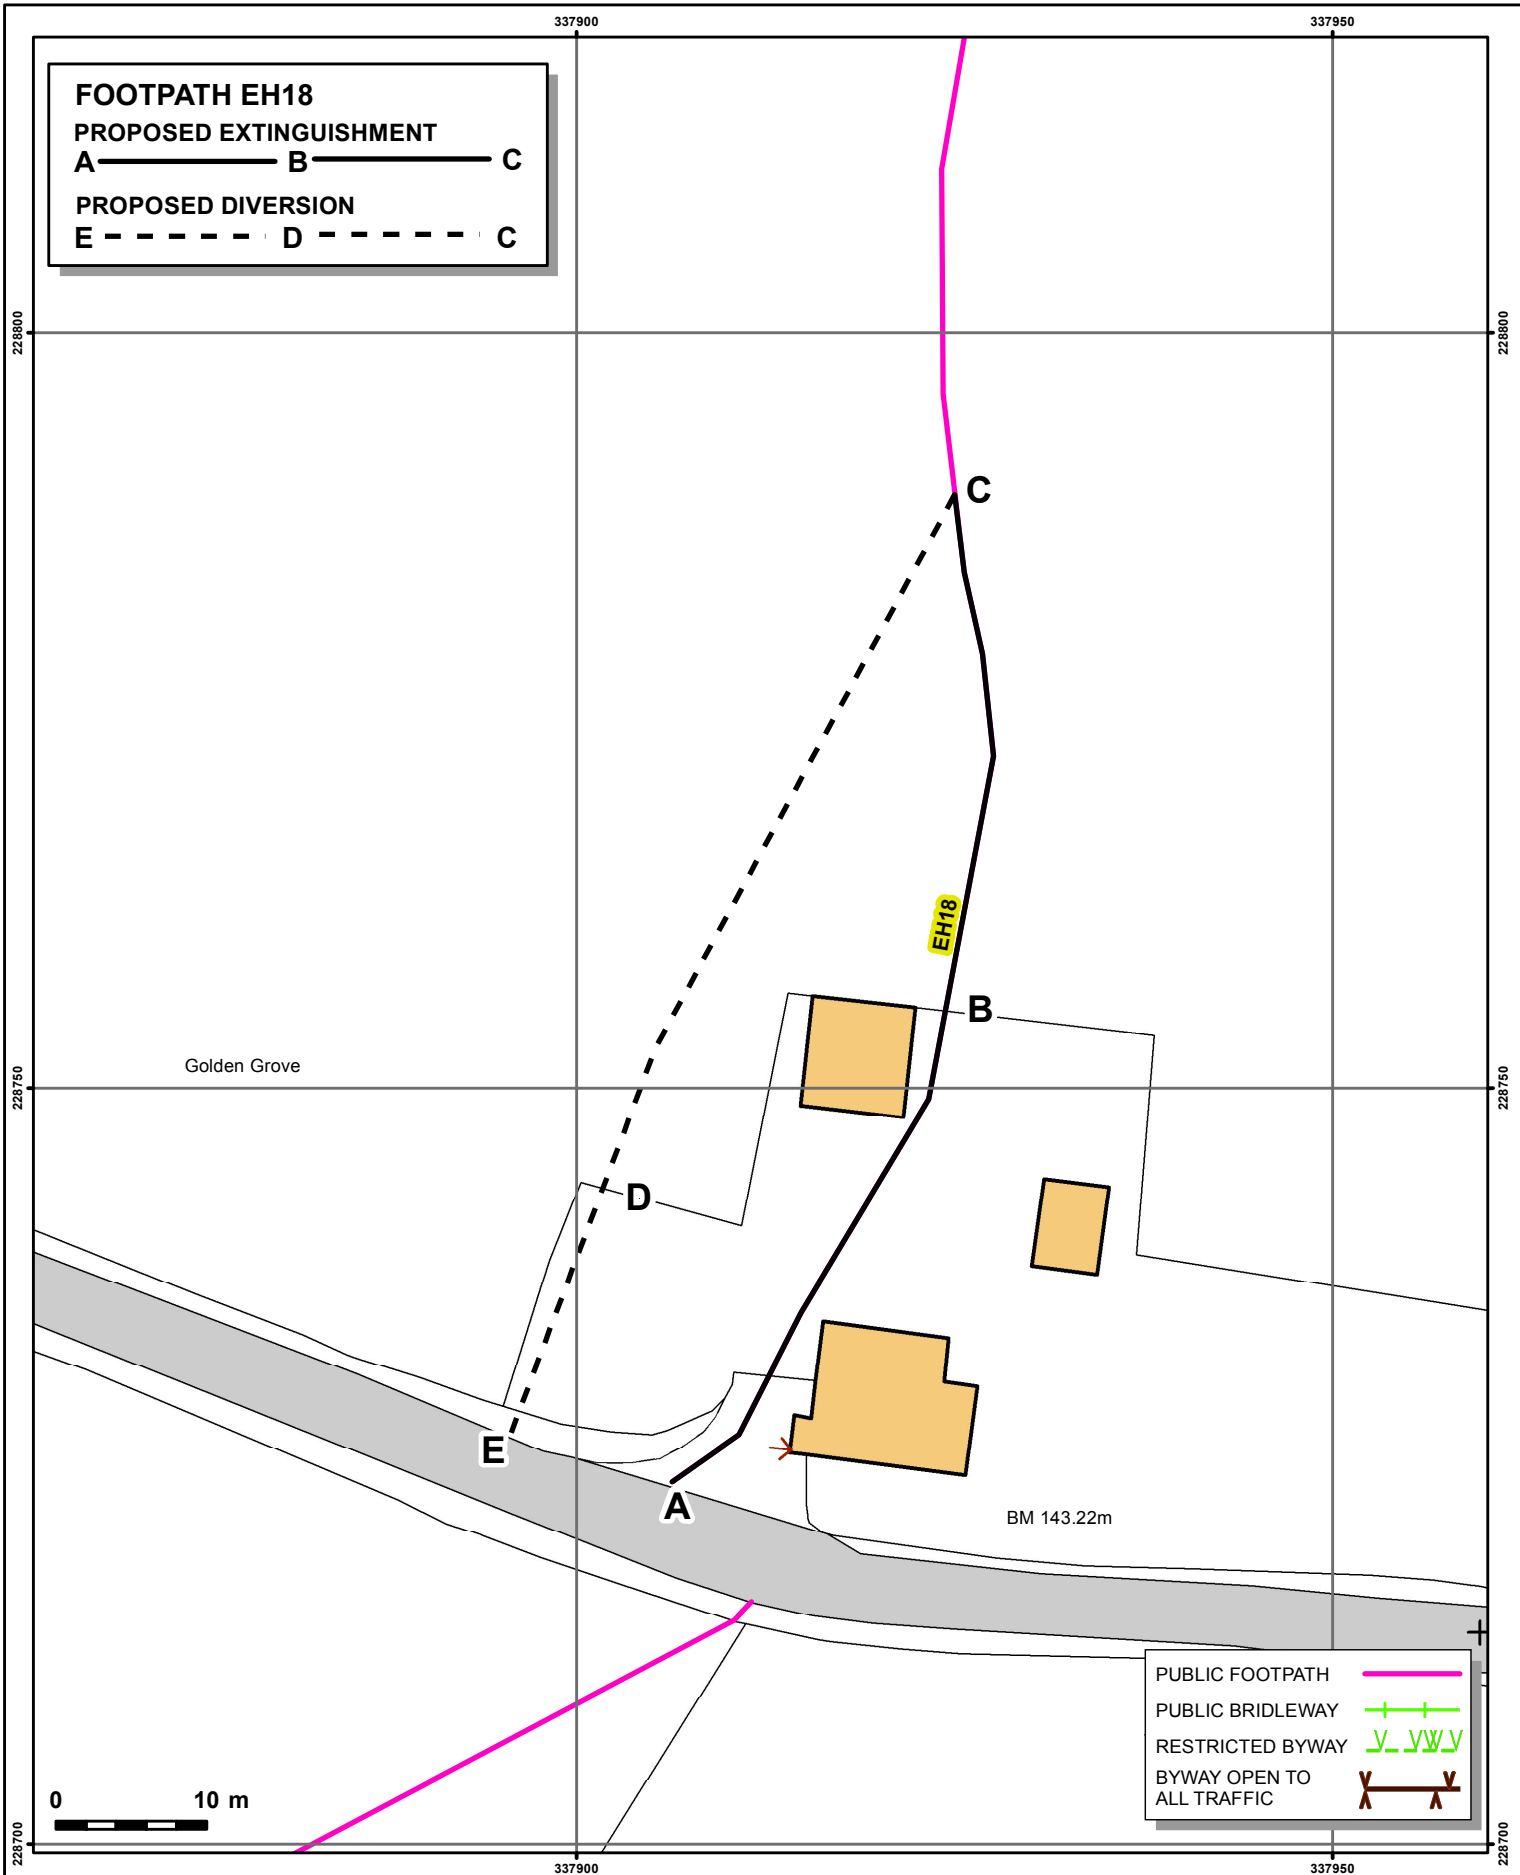 337900
337950
FOOTPATH EH18
PROPOSED EXTINGUISHMENT
A B C
PROPOSED DIVERSION
E D C
228800
228800
C
EH18
B
Golden Grove
228750
228750
D
E
A
BM 143.22m
PUBLIC FOOTPATH
PUBLIC BRIDLEWAY
RESTRICTED BYWAY
BYWAY OPEN TO
ALL TRAFFIC
0 10 m
228700
228700
337900
337950